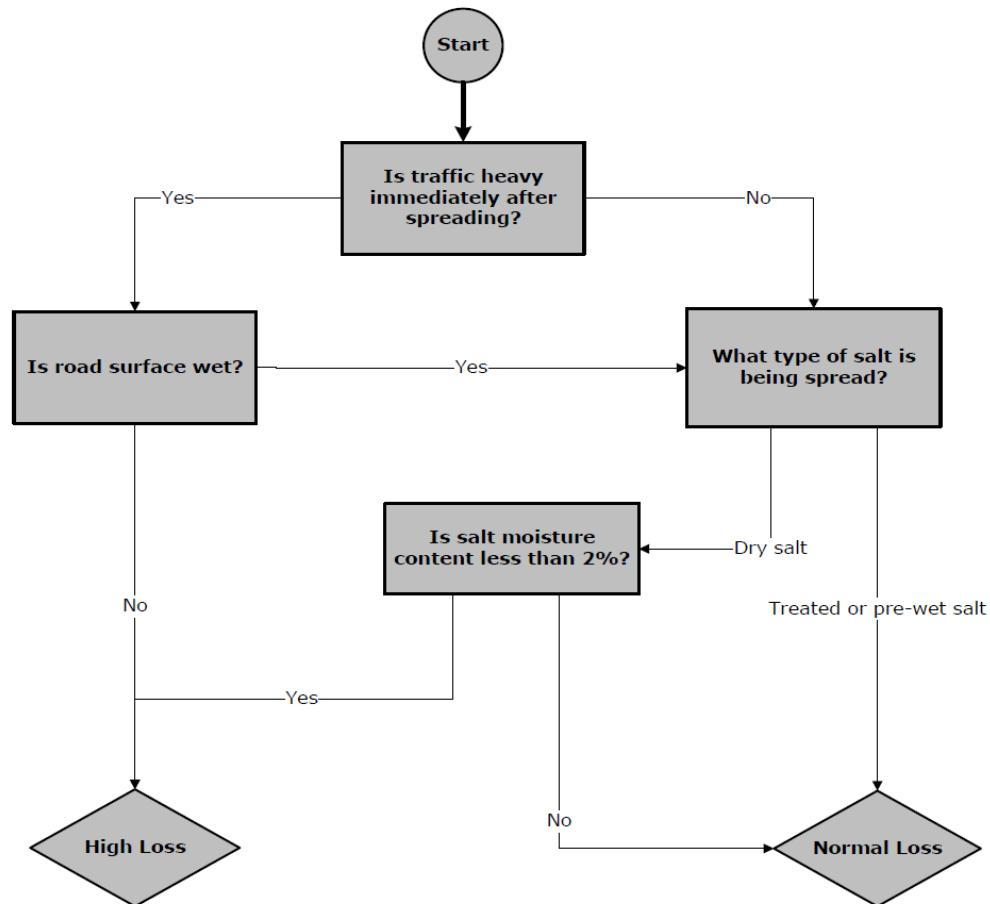 Start
Is traffic heavy
immediately after
spreading?
Yes
No
Is road surface wet?
Yes
What type of salt is
being spread?
Is salt moisture
content less than 2%?
Dry salt
No
Treated or pre-wet salt
Yes
No
High Loss
Normal Loss